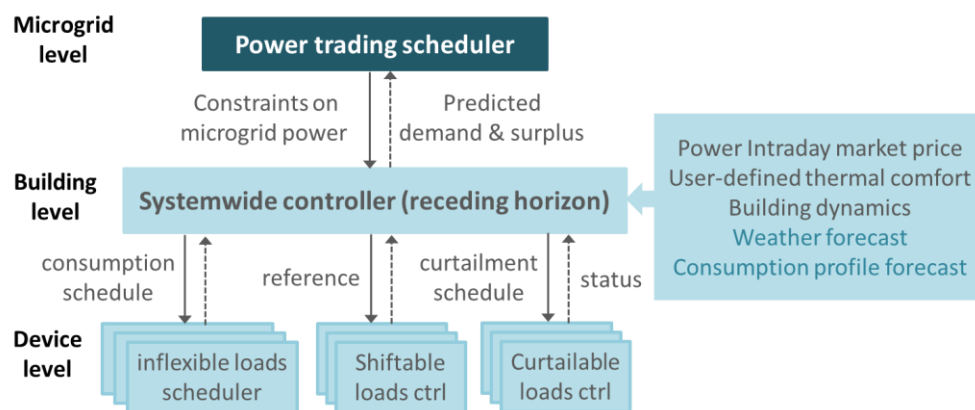 Microgrid
level
Power trading scheduler
Constraints on
microgrid power
Predicted
demand & surplus
Building
level
Systemwide controller (receding horizon)
Power Intraday market price
User-defined thermal comfort
Building dynamics
Weather forecast
Consumption profile forecast
consumption
schedule
reference
curtailment
schedule
status
Device
level
inflexible loads
scheduler
Shiftable
loads ctrl
Curtailable
loads ctrl